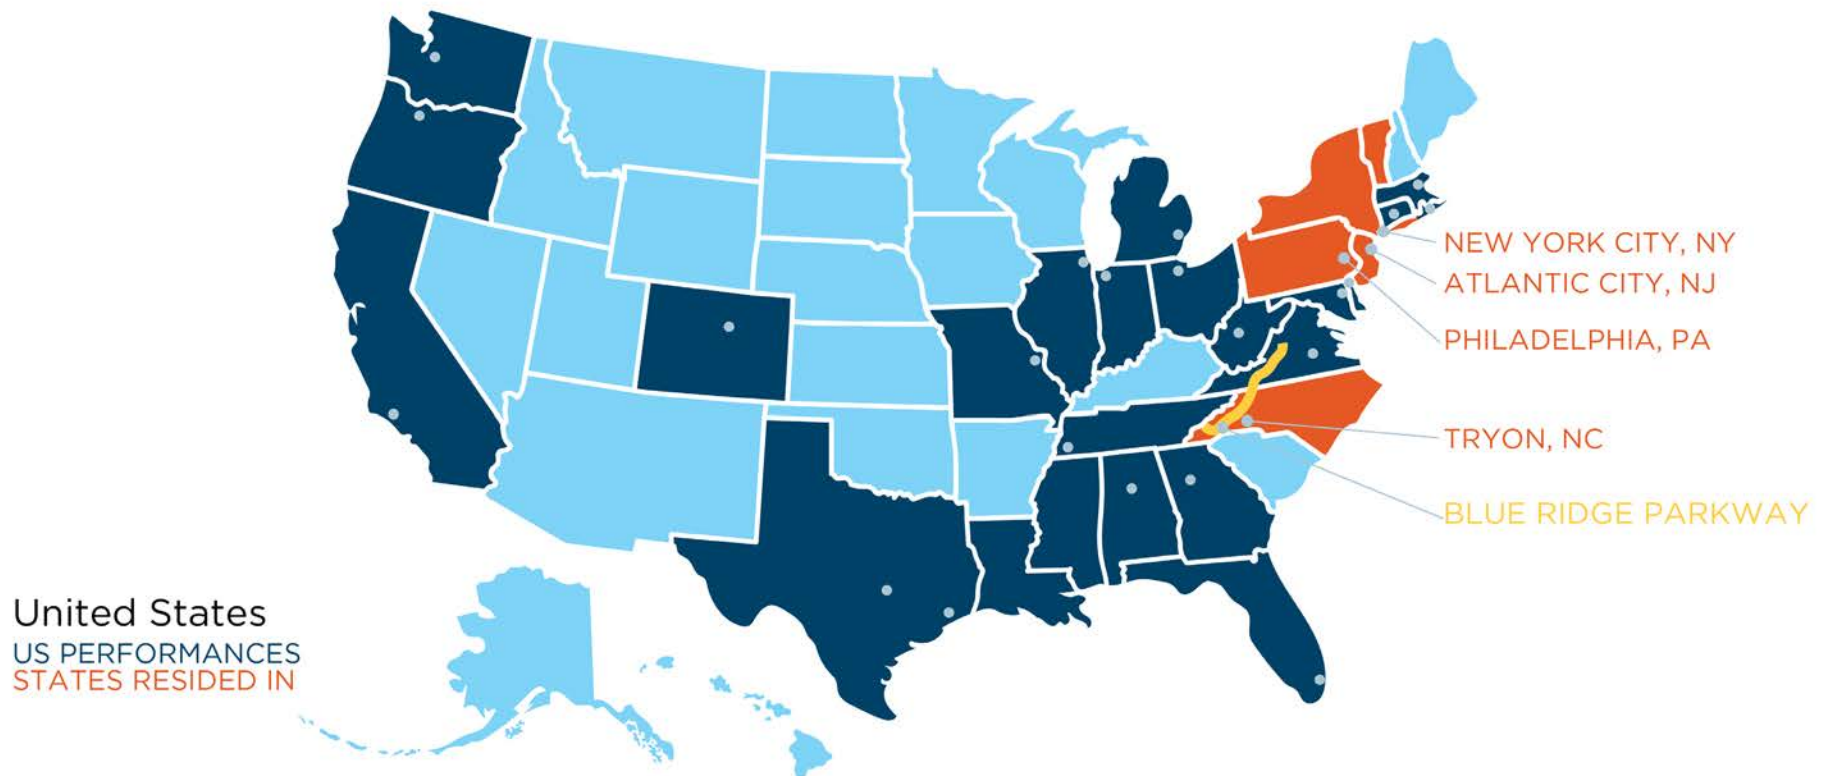 NEW YORK CITY, NY
ATLANTIC CITY, NJ
PHILADELPHIA, PA
TRYON, NC
BLUE RIDGE PARKWAY
United States
US PERFORMANCES
STATES RESIDED IN